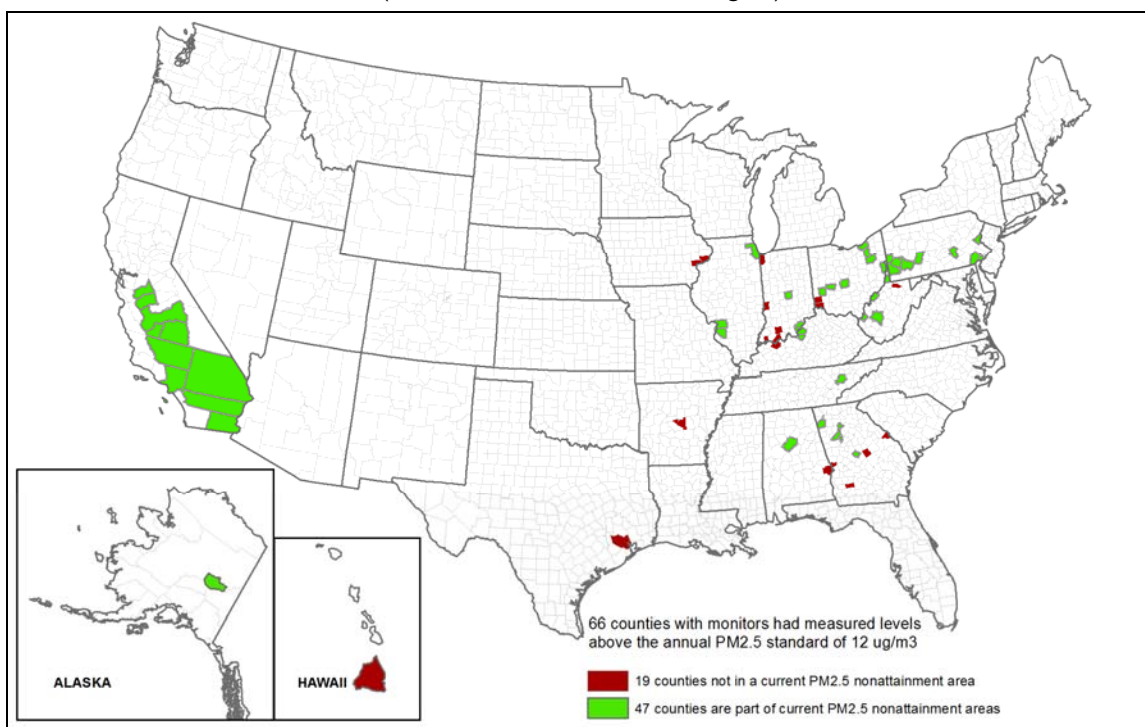 66 counties with monitors had measured levels
above the annual PM2.5 standard of 12 ug/m3
ALASKA
HAWAII
19 counties not in a current PM2.5 nonattainment area
47 counties are part of current PM2.5 nonattainment areas